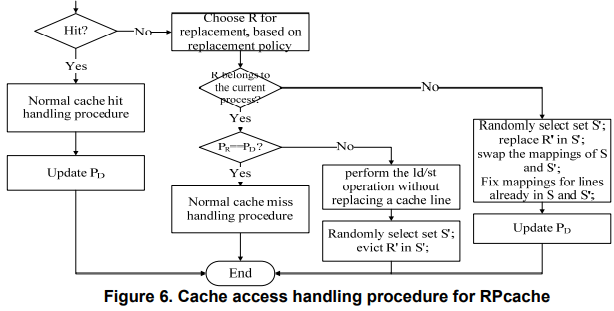 Hit?
No
Choose R for
replacement, based on
replacement policy
Yes
R belongs to
the current
process?
No
Normal cache hit
handling procedure
Yes
Randomly select set S';
replace R' in S';
swap the mappings of S
and S';
Fix mappings for lines
already in S and S';
P_R==P_D?
No
Update P_D
Yes
perform the ld/st
operation without
replacing a cache line
Normal cache miss
handling procedure
Randomly select set S';
evict R' in S';
Update P_D
End
Figure 6. Cache access handling procedure for RPcache